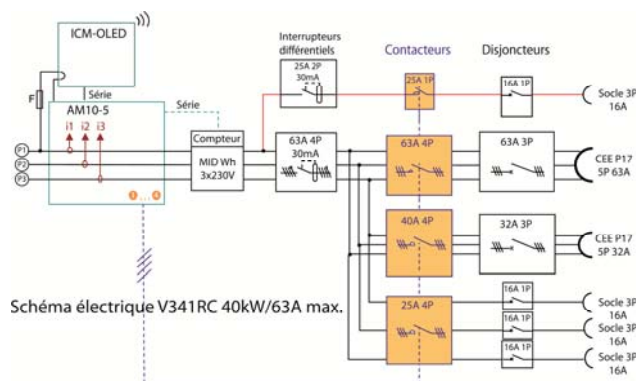 ICM-OLED
F
Série
AM10-5
i1 i2 i3
Série
P1
P2
P3
Compteur
MID Wh
3x230V
Interrupteurs
différentiels
25A 2P
30mA
63A 4P
30mA
Contacteurs
25A 1P
63A 4P
40A 4P
25A 4P
Disjoncteurs
16A 1P
63A 3P
32A 3P
16A 1P
16A 1P
16A 1P
Socle 3P
16A
CEE P17
5P 63A
CEE P17
5P 32A
Socle 3P
16A
Socle 3P
16A
Socle 3P
16A
Schéma électrique V341RC 40kW/63A max.